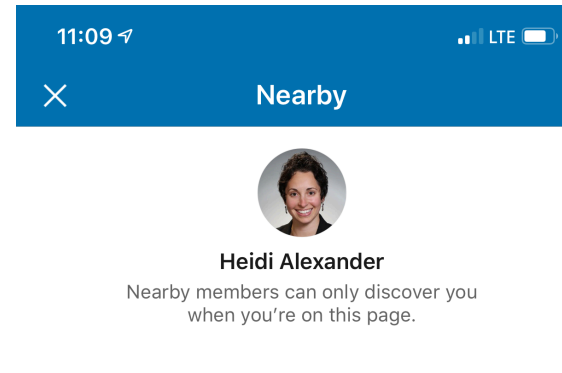 11:09 LTE
Nearby
Heidi Alexander
Nearby members can only discover you
when you're on this page.